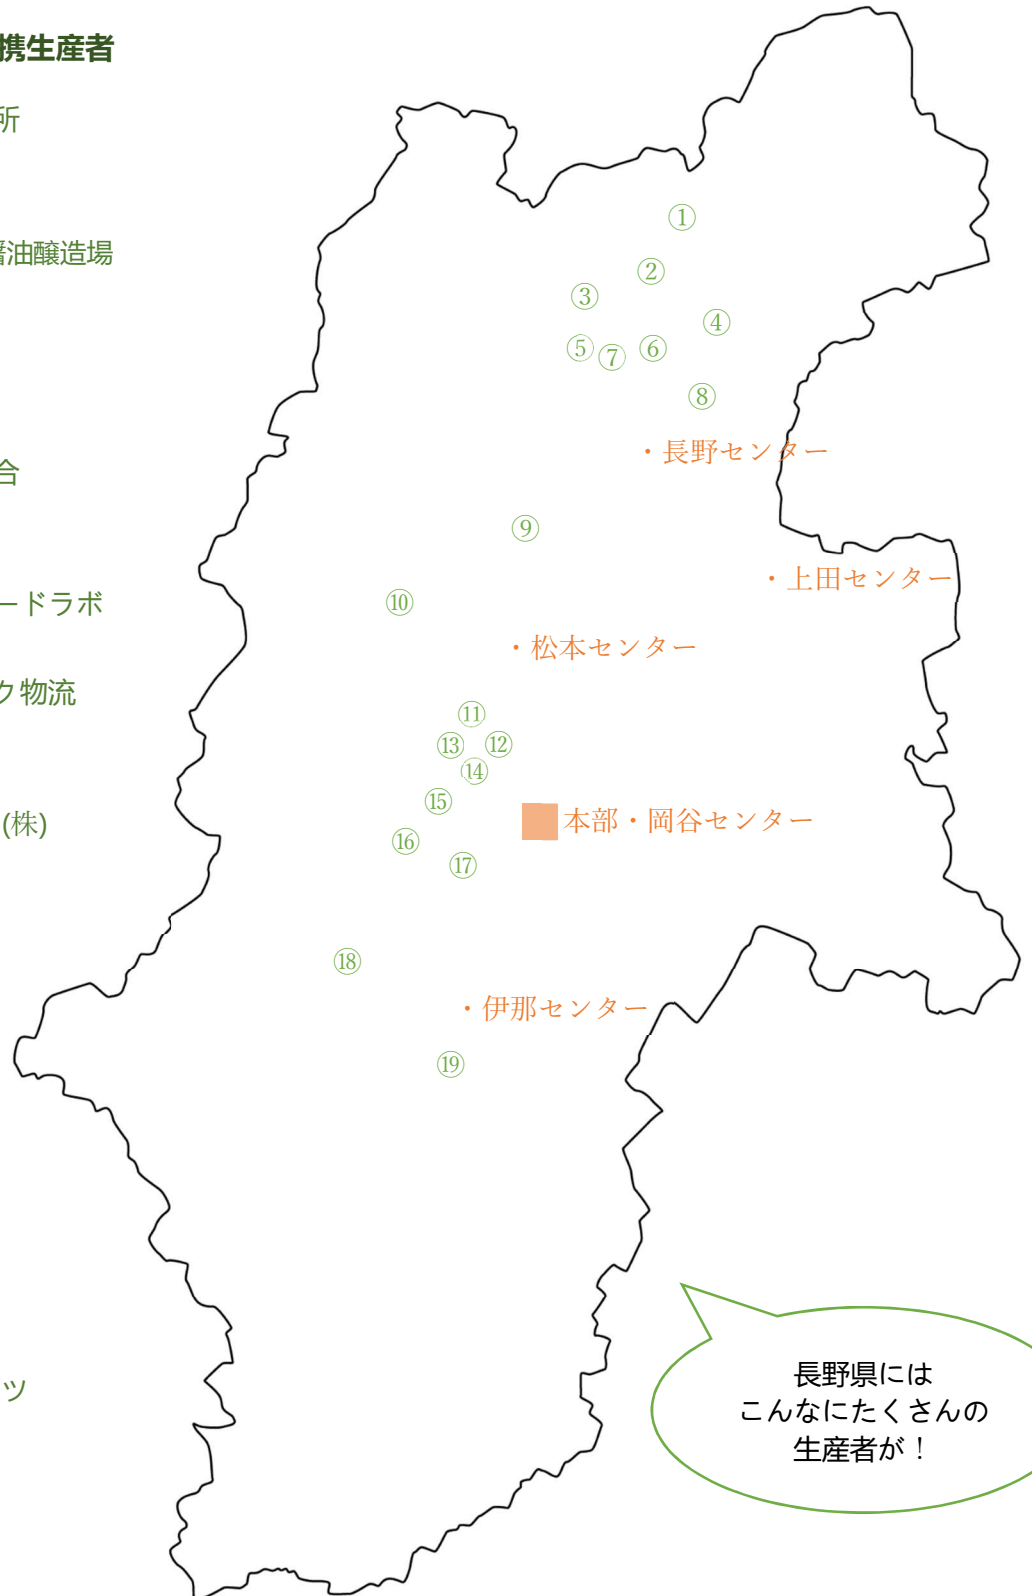 携生産者
所
醤油醸造場
合
ードラボ
ク物流
(株)
ツ
①
②
③
④
⑤
⑦
⑥
⑧
・長野センター
⑨
・上田センター
⑩
・松本センター
⑪
⑬
⑫
⑭
⑮
本部・岡谷センター
⑯
⑰
⑱
・伊那センター
⑲
長野県には
こんなにたくさんの
生産者が！